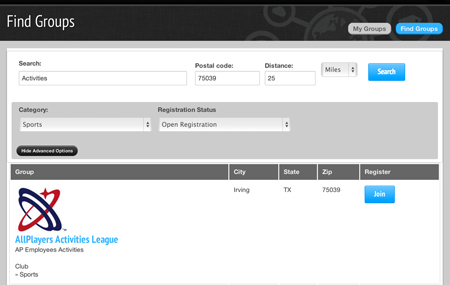 Find Groups
My Groups
Find Groups
Search:
Postal code:
Distance:
Activities
75039
25
Miles
Search
Category:
Registration Status
Sports
Open Registration
Hide Advanced Options
Group
City
State
Zip
Register
Irving
TX
75039
Join
AllPlayers Activities League
AP Employees Activities
Club
» Sports